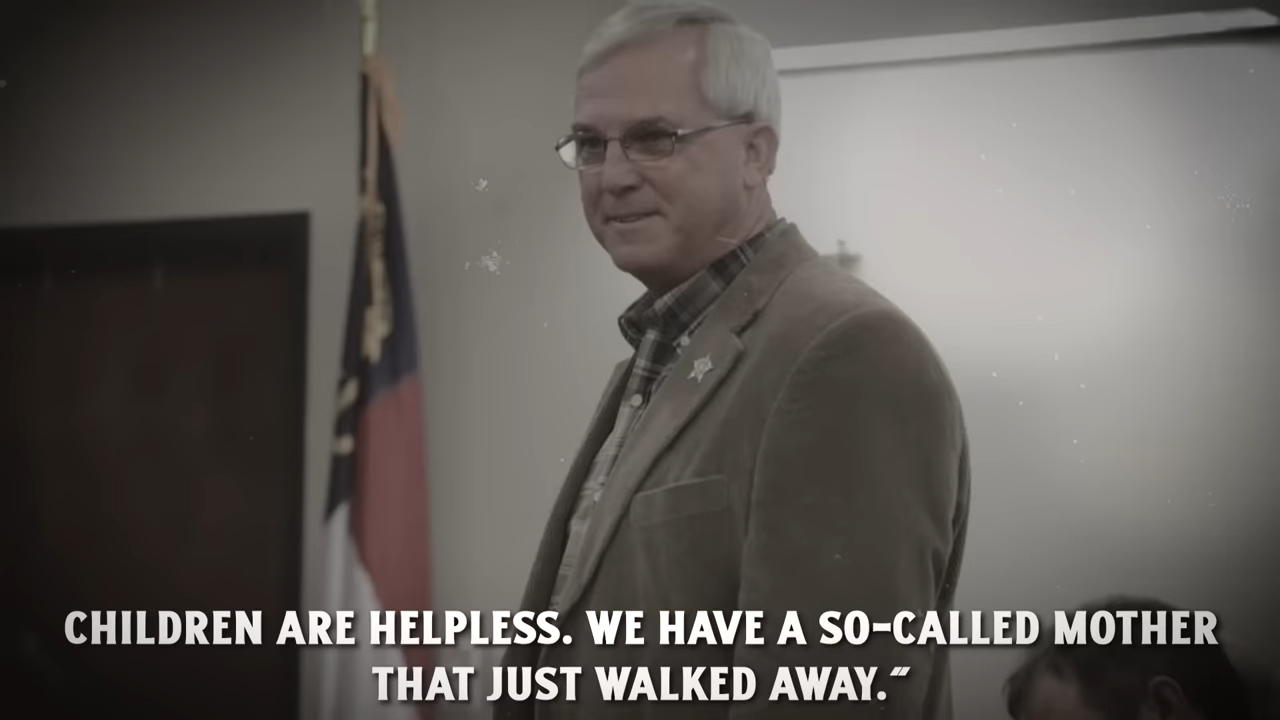 CHILDREN ARE HELPLESS. WE HAVE A SO-CALLED MOTHER
THAT JUST WALKED AWAY."